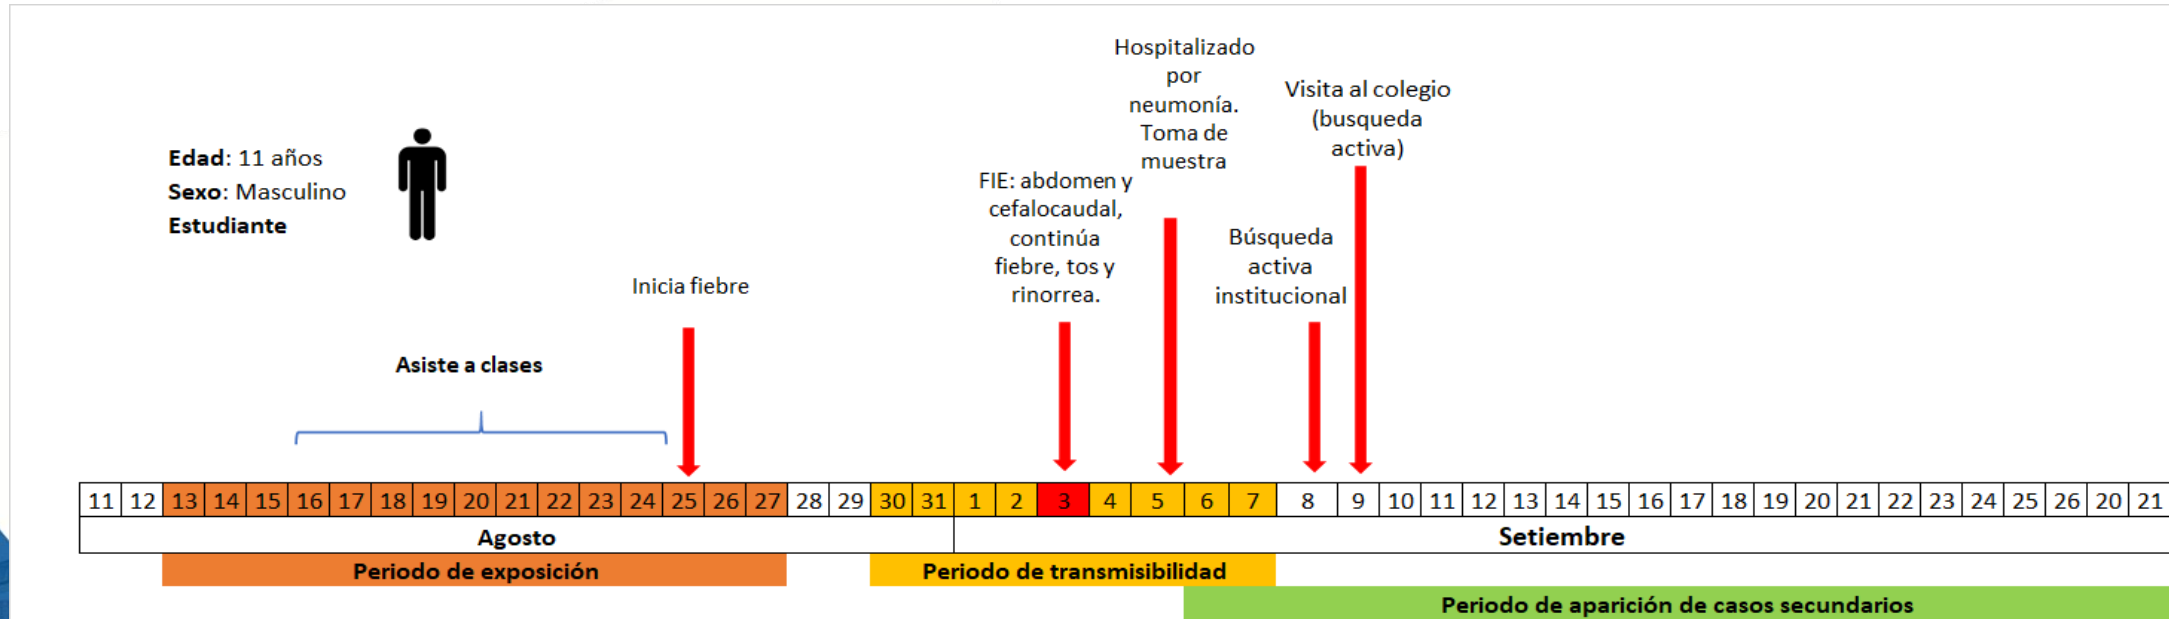 Edad: 11 años
Sexo: Masculino
Estudiante
Asiste a clases
Inicia fiebre
FIE: abdomen y
cefalocaudal,
continúa
fiebre, tos y
rinorrea.
Hospitalizado
por
neumonía.
Toma de
muestra
Búsqueda
activa
institucional
Visita al colegio
(busqueda
activa)
11 12 13 14 15 16 17 18 19 20 21 22 23 24 25 26 27 28 29 30 31 1 2 3 4 5 6 7 8 9 10 11 12 13 14 15 16 17 18 19 20 21 22 23 24 25 26 20 21
Agosto Setiembre
Periodo de exposición Periodo de transmisibilidad
Periodo de aparición de casos secundarios